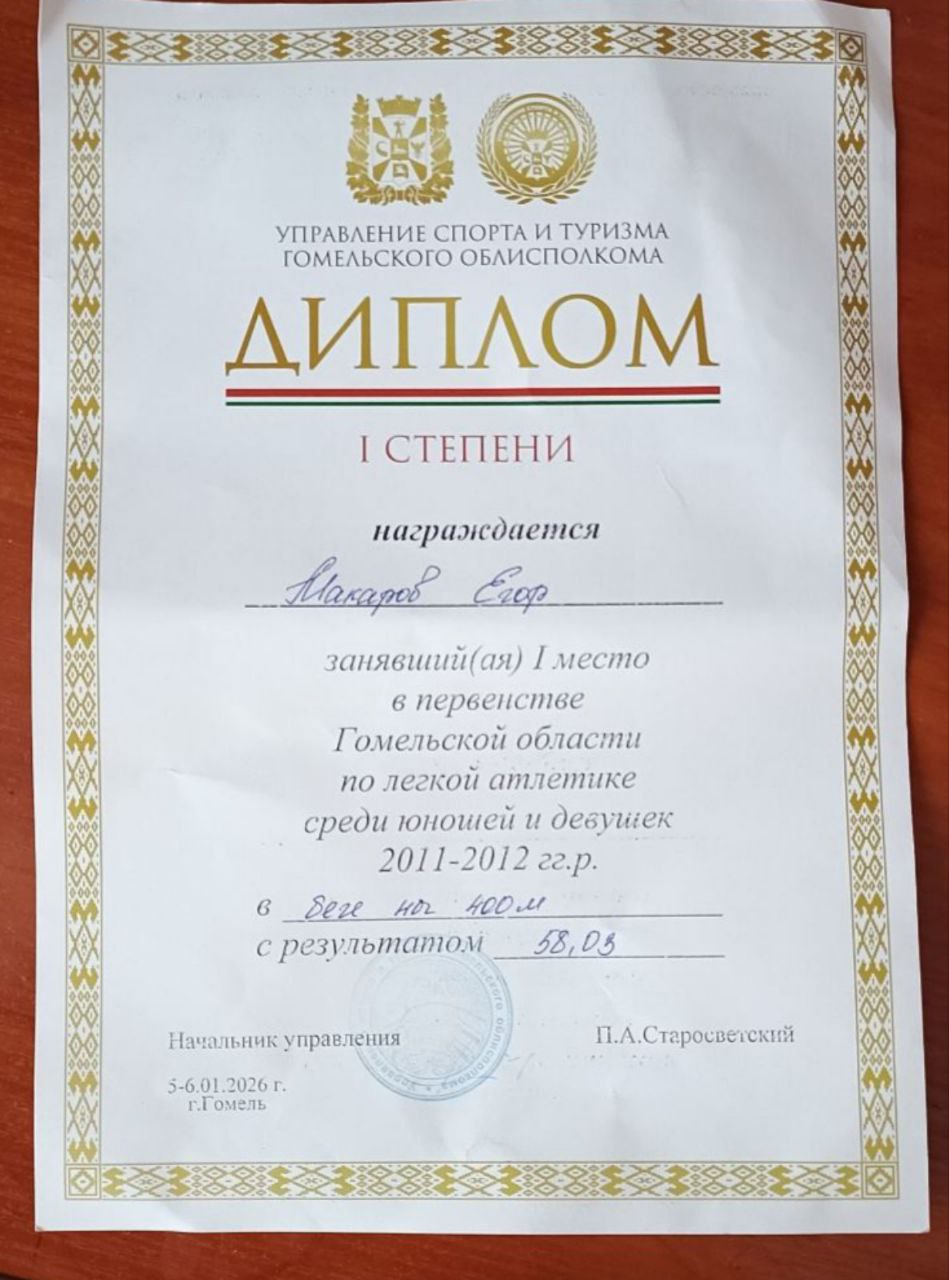 УПРАВЛЕНИЕ СПОРТА И ТУРИЗМА
ГОМЕЛЬСКОГО ОБЛИСПОЛКОМА
ДИПЛОМ
I СТЕПЕНИ
награждается
Макаров Егор
занявший(ая) I место
в первенстве
Гомельской области
по легкой атлетике
среди юношей и девушек
2011-2012 гг.р.
в беге на 400 м
с результатом 58,03
Начальник управления П.А.Старосветский
5-6.01.2026 г.
г.Гомель